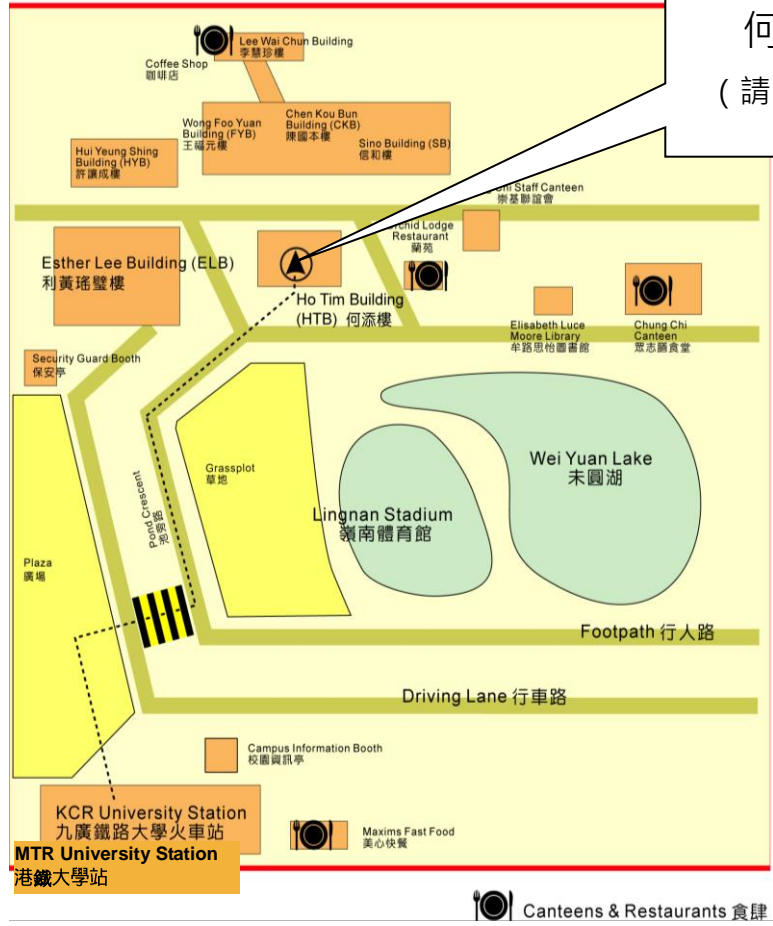 何
(請
Lee Wai Chun Building
李慧珍樓
Coffee Shop
咖啡店
Chen Kou Bun
Building (CKB)
陳國本樓
Wong Foo Yuan
Building (FYB)
王福元樓
Sino Building (SB)
信和樓
Hui Yeung Shing
Building (HYB)
許讓成樓
Staff Canteen
崇基聯誼會
Lodge
Restaurant
蘭苑
Esther Lee Building (ELB)
利黃瑤璧樓
Ho Tim Building
(HTB) 何添樓
Elisabeth Luce
Moore Library
牟路思怡圖書館
Chung Chi
Canteen
眾志膳食堂
Security Guard Booth
保安亭
Grassplot
草地
Pond Crescent
池旁路
Wei Yuan Lake
未圓湖
Lingnan Stadium
嶺南體育館
Plaza
廣場
Footpath 行人路
Driving Lane 行車路
Campus Information Booth
校園資訊亭
KCR University Station
九廣鐵路大學火車站
Maxims Fast Food
美心快餐
MTR University Station
港鐵大學站
Canteens & Restaurants 食肆